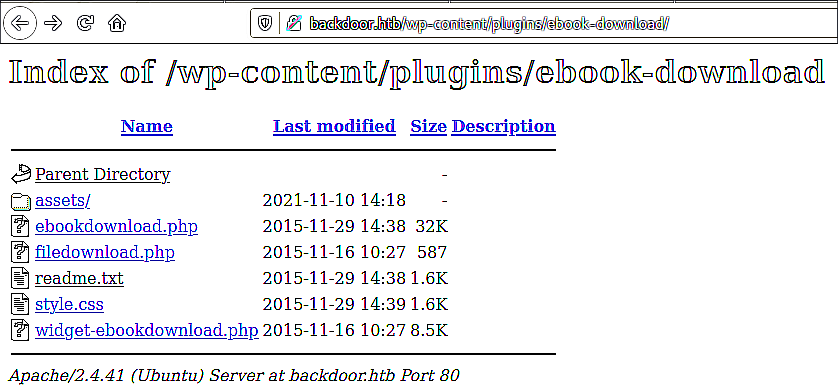 backdoor.htb/wp-content/plugins/ebook-download/
Index of /wp-content/plugins/ebook-download
Name Last modified Size Description
Parent Directory -
assets/ 2021-11-10 14:18 -
ebookdownload.php 2015-11-29 14:38 32K
filedownload.php 2015-11-16 10:27 587
readme.txt 2015-11-29 14:38 1.6K
style.css 2015-11-29 14:39 1.6K
widget-ebookdownload.php 2015-11-16 10:27 8.5K
Apache/2.4.41 (Ubuntu) Server at backdoor.htb Port 80